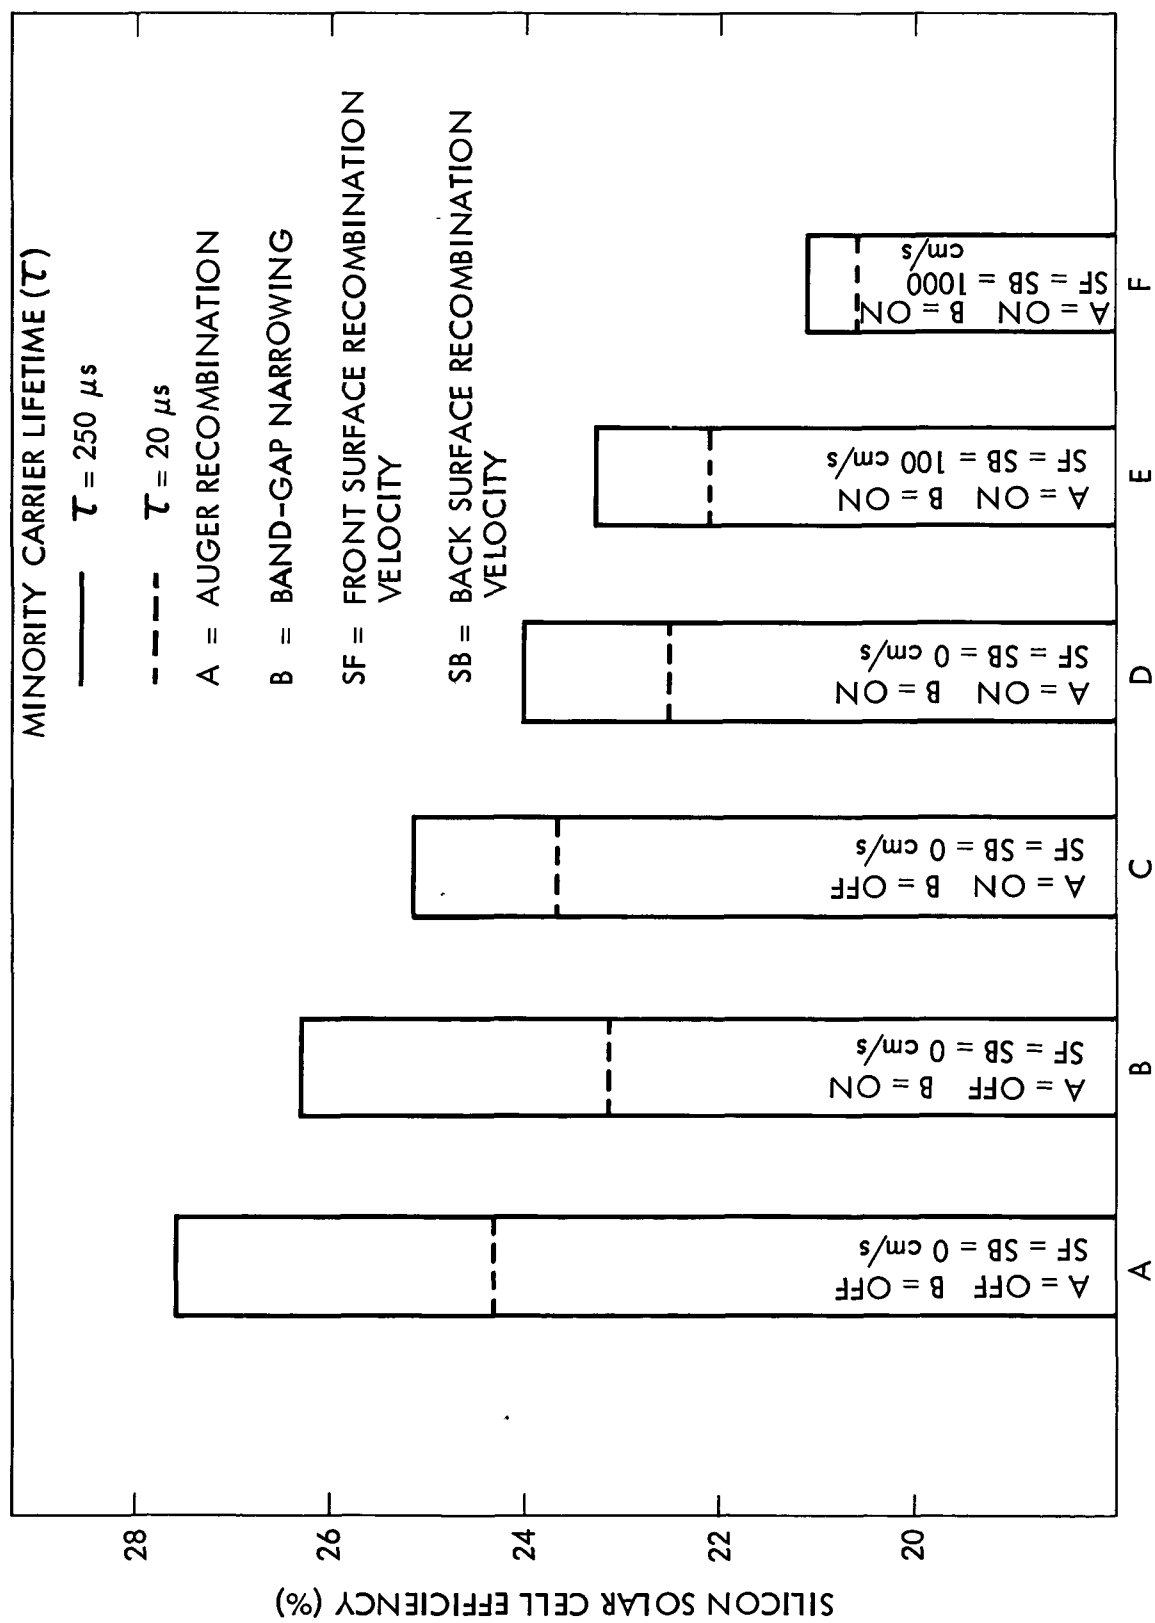 MINORITY CARRIER LIFETIME (τ)
τ = 250 μs
τ = 20 μs
A = AUGER RECOMBINATION
B = BAND-GAP NARROWING
SF = FRONT SURFACE RECOMBINATION
VELOCITY
SB = BACK SURFACE RECOMBINATION
VELOCITY
SILICON SOLAR CELL EFFICIENCY (%)
28
26
24
22
20
A = OFF B = OFF
SF = SB = 0 cm/s
A = OFF B = ON
SF = SB = 0 cm/s
A = ON B = OFF
SF = SB = 0 cm/s
A = ON B = ON
SF = SB = 0 cm/s
A = ON B = ON
SF = SB = 100 cm/s
A = ON B = ON
SF = SB = 1000
cm/s
A
B
C
D
E
F